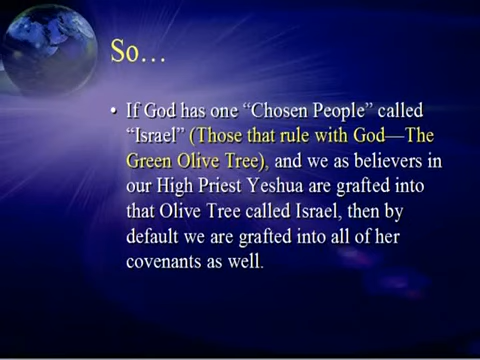 So…
• If God has one “Chosen People” called
“Israel” (Those that rule with God—The
Green Olive Tree), and we as believers in
our High Priest Yeshua are grafted into
that Olive Tree called Israel, then by
default we are grafted into all of her
covenants as well.